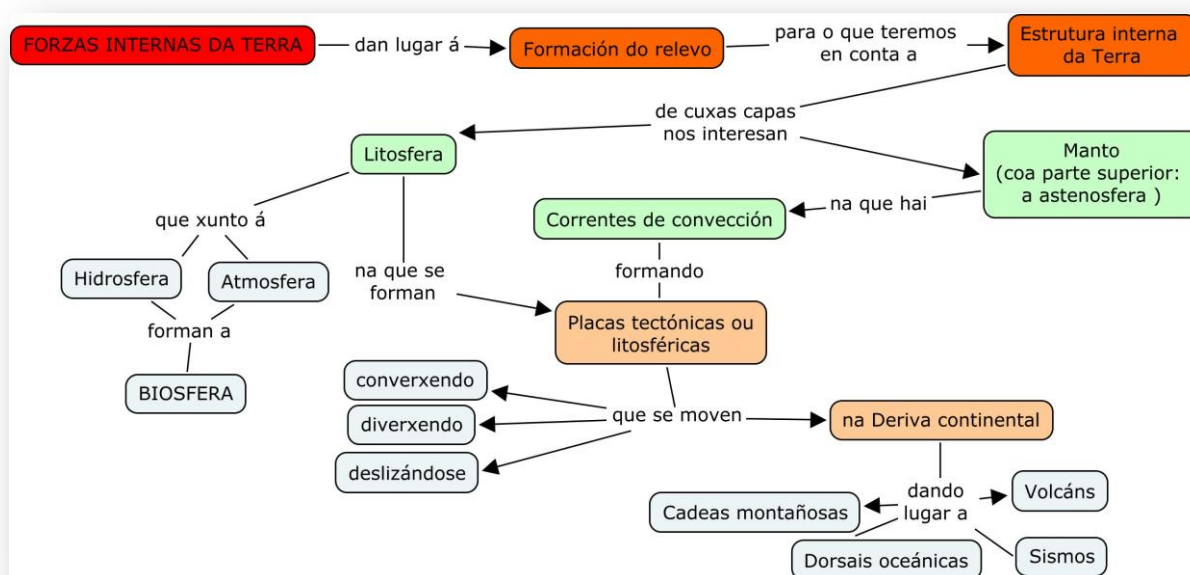 FORZAS INTERNAS DA TERRA
dan lugar á
Formación do relevo
para o que teremos
en conta a
Estrutura interna
da Terra
de cuxas capas
nos interesan
Litosfera
Manto
(coa parte superior:
a astenosfera )
na que hai
Correntes de convección
que xunto á
Hidrosfera
Atmosfera
forman a
BIOSFERA
na que se
forman
formando
Placas tectónicas ou
litosféricas
que se moven
converxendo
diverxendo
deslizándose
na Deriva continental
dando
lugar a
Cadeas montañosas
Volcáns
Dorsais oceánicas
Sismos